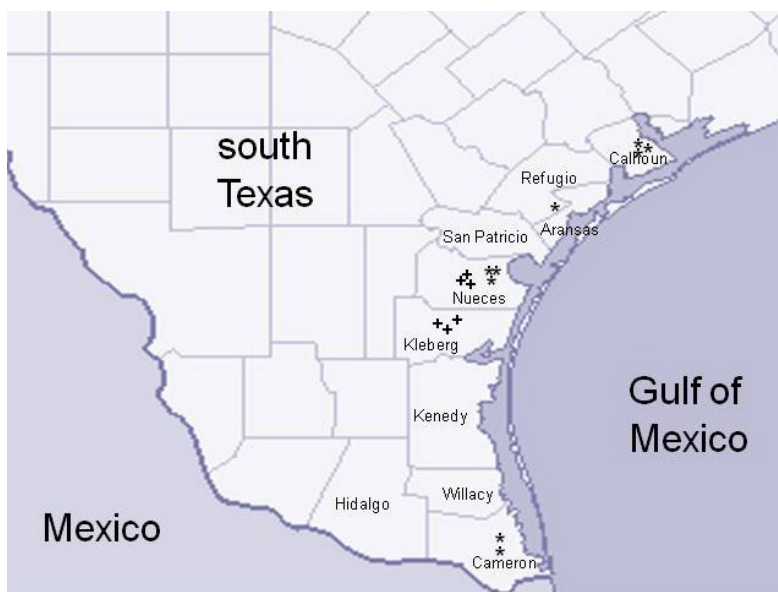 south
Texas
Calhoun
Refugio
Aransas
San Patricio
Nueces
Kleberg
Gulf of
Mexico
Kenedy
Willacy
Hidalgo
Mexico
Cameron